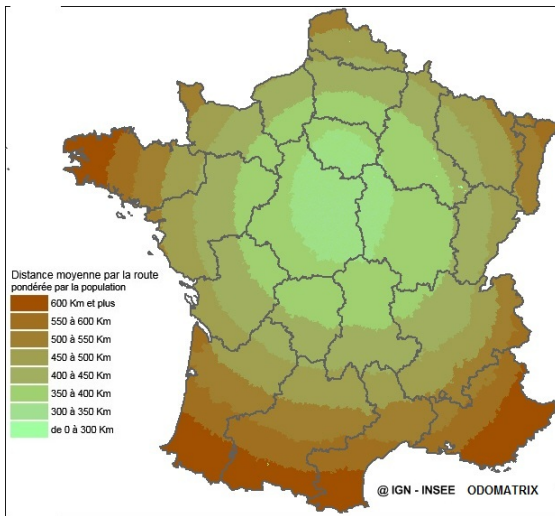 Distance moyenne par la route
pondérée par la population
600 Km et plus
550 à 600 Km
500 à 550 Km
450 à 500 Km
400 à 450 Km
350 à 400 Km
300 à 350 Km
de 0 à 300 Km
@ IGN - INSEE ODOMATRIX